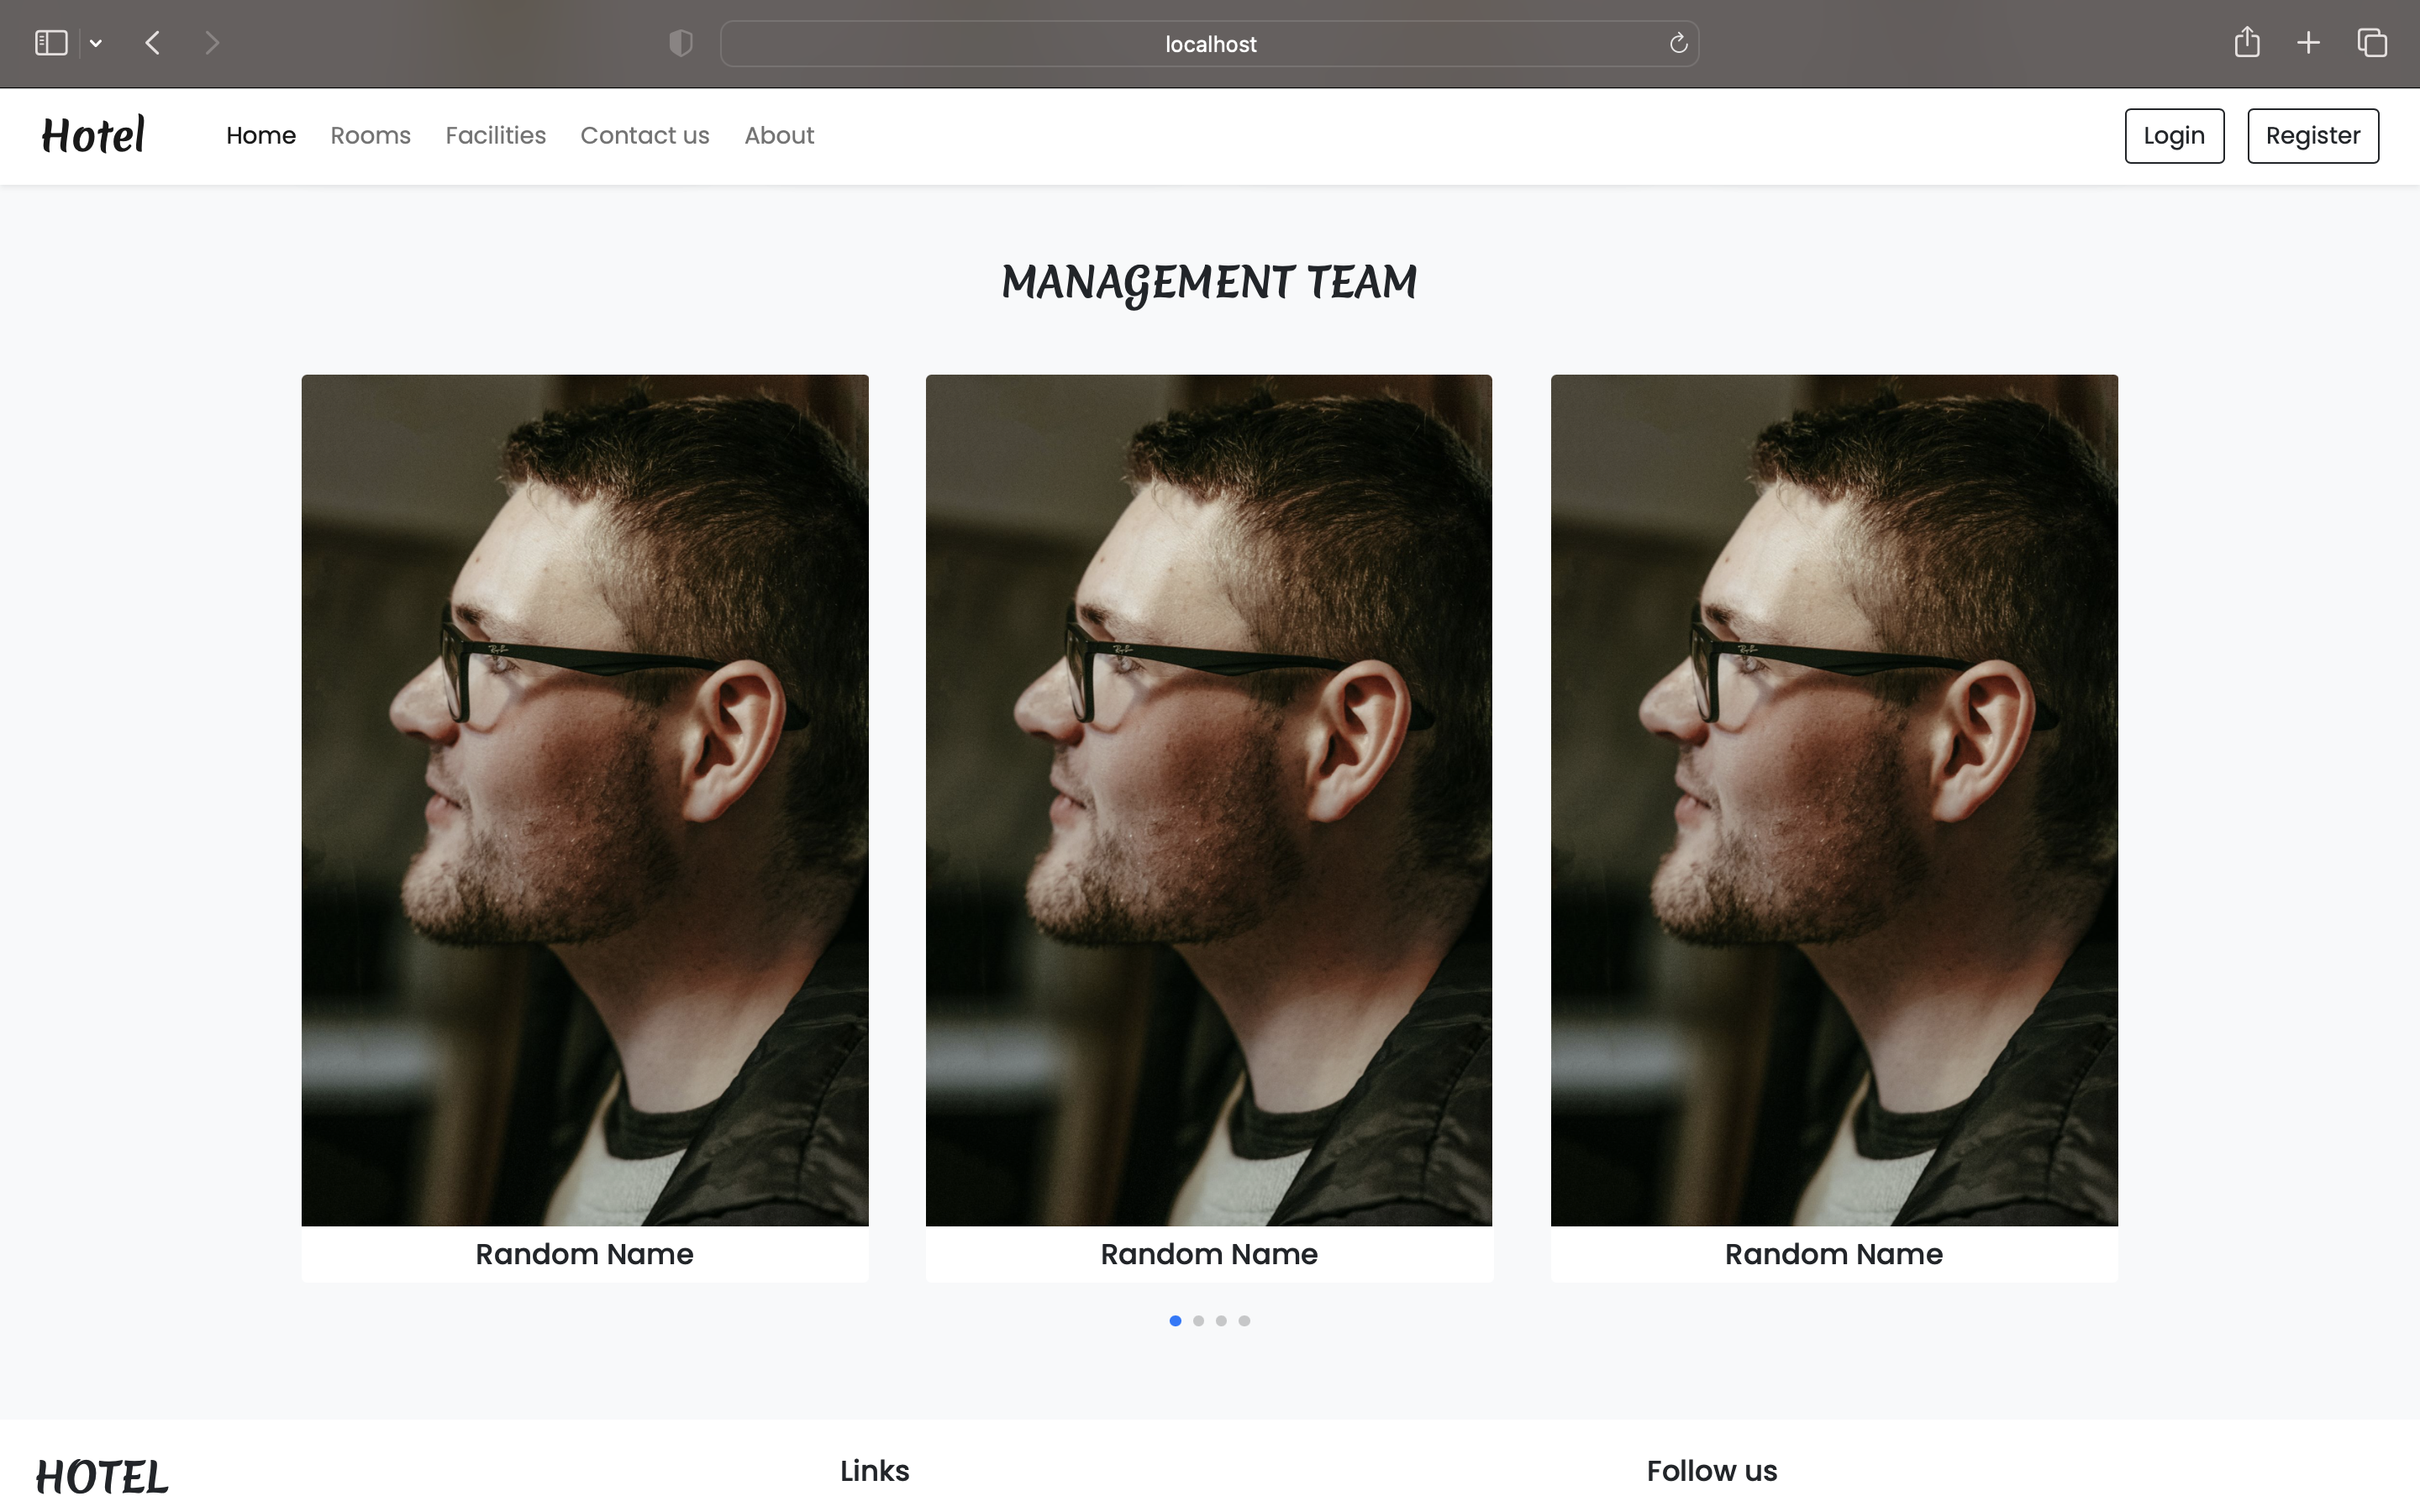 localhost
Hotel Home Rooms Facilities Contact us About Login Register
MANAGEMENT TEAM
Random Name Random Name Random Name
HOTEL Links Follow us